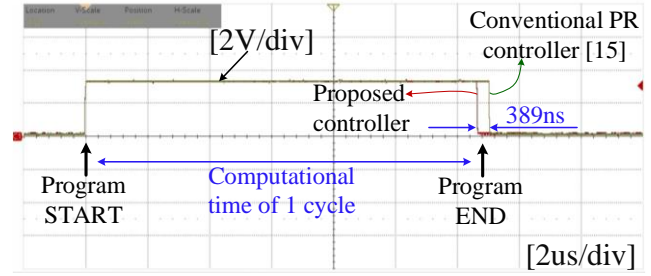 Location V-Scale Position H-Scale
Conventional PR
controller [15]
[2V/div]
Proposed
controller
389ns
Program
START
Computational
time of 1 cycle
Program
END
[2us/div]